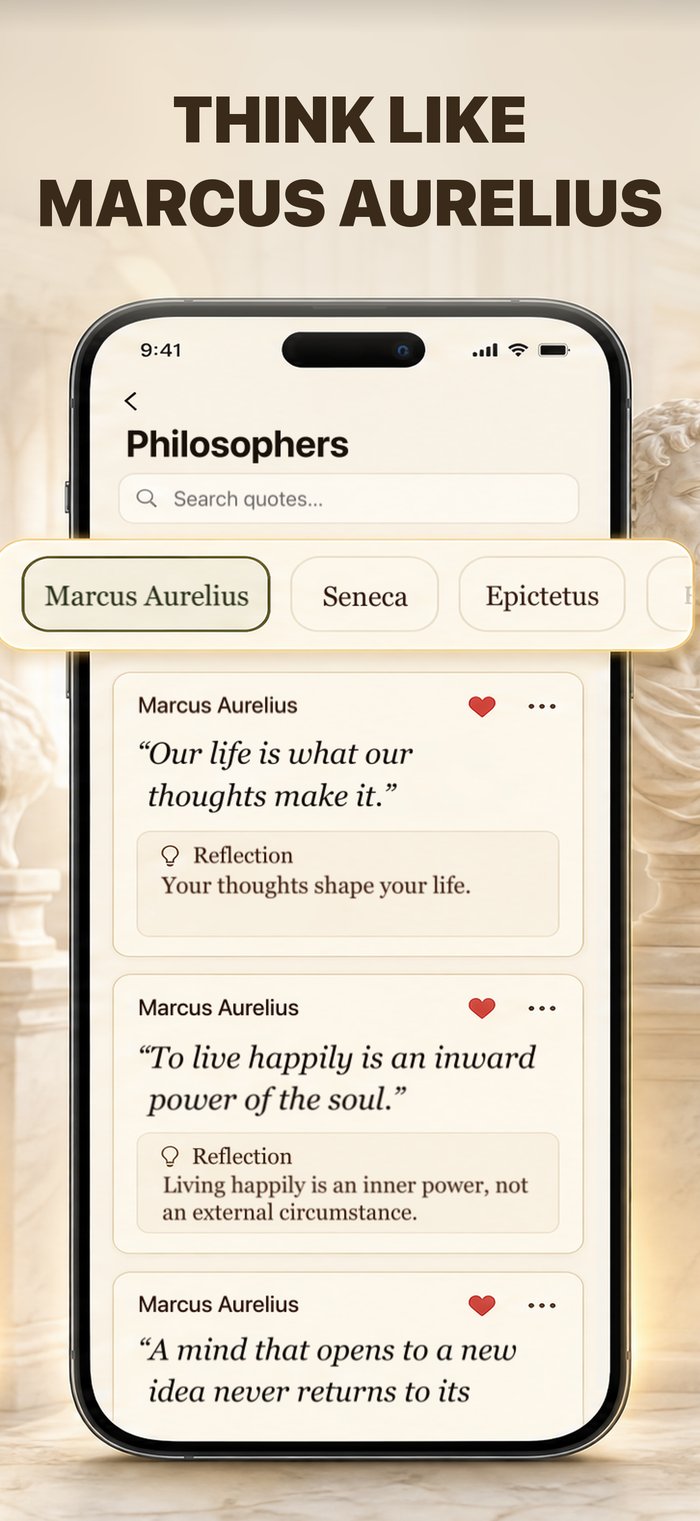 THINK LIKE
MARCUS AURELIUS
9:41
Philosophers
Search quotes...
Marcus Aurelius
Seneca
Epictetus
Marcus Aurelius
“Our life is what our
thoughts make it.”
Reflection
Your thoughts shape your life.
Marcus Aurelius
“To live happily is an inward
power of the soul.”
Reflection
Living happily is an inner power, not
an external circumstance.
Marcus Aurelius
“A mind that opens to a new
idea never returns to its